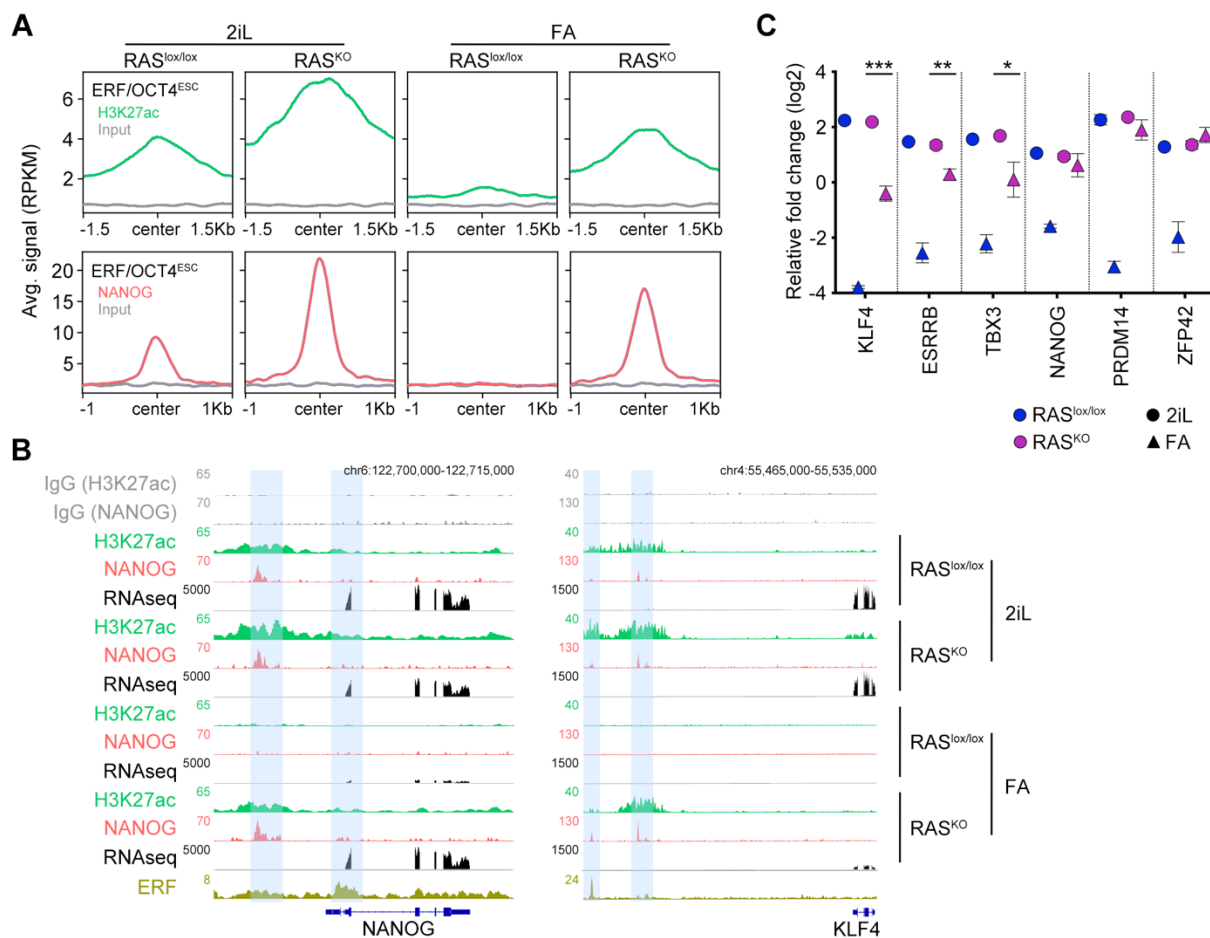 A
2iL
FA
RASlox/lox
RASKO
RASlox/lox
RASKO
Avg. signal (RPKM)
6
4
2
ERF/OCT4ESC
H3K27ac
Input
-1.5 center 1.5Kb
-1.5 center 1.5Kb
-1.5 center 1.5Kb
-1.5 center 1.5Kb
20
15
10
5
ERF/OCT4ESC
NANOG
Input
-1 center 1Kb
-1 center 1Kb
-1 center 1Kb
-1 center 1Kb
C
Relative fold change (log2)
4
2
0
-2
-4
*** ** *
KLF4
ESRRB
TBX3
NANOG
PRDM14
ZFP42
RASlox/lox 2iL
RASKO FA
B
chr6:122,700,000-122,715,000 chr4:55,465,000-55,535,000
IgG (H3K27ac) 65 40
IgG (NANOG) 70 130
H3K27ac 65 40
NANOG 70 130
RNAseq 5000 1500
RASlox/lox
H3K27ac 65 40
NANOG 70 130
RNAseq 5000 1500
RASKO
2iL
H3K27ac 65 40
NANOG 70 130
RNAseq 5000 1500
RASlox/lox
H3K27ac 65 40
NANOG 70 130
RNAseq 5000 1500
RASKO
FA
ERF 8 24
NANOG KLF4